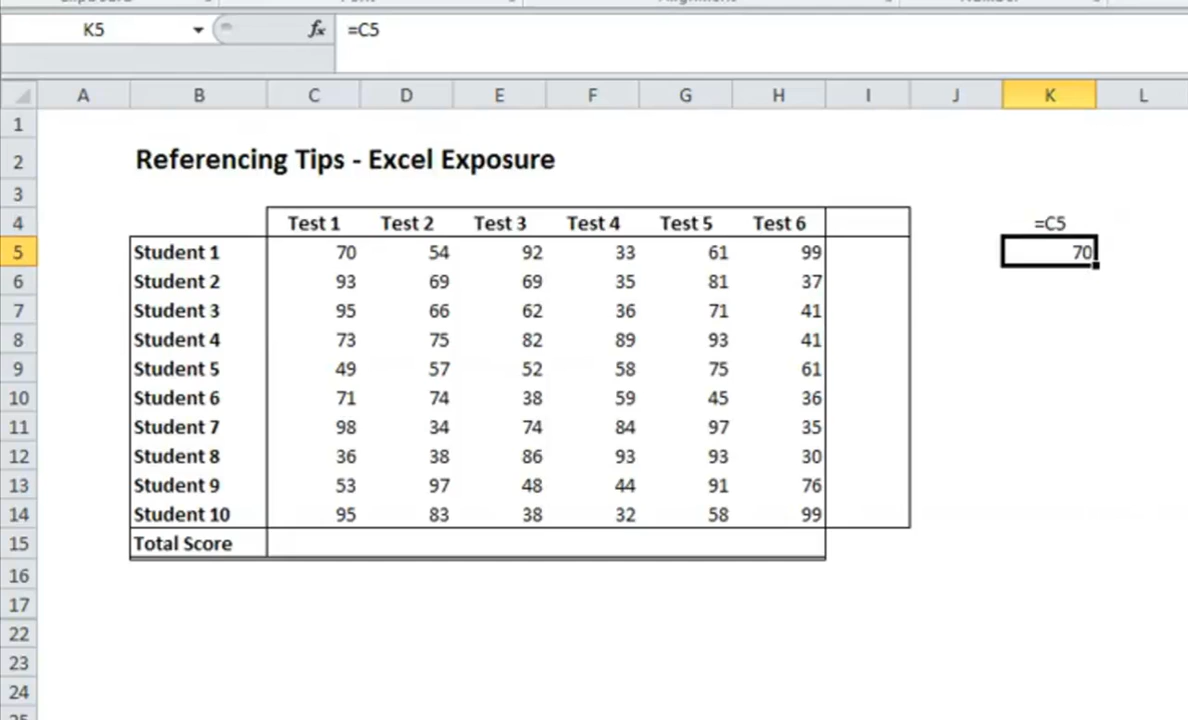 K5 fx =C5
A B C D E F G H I J K L
1
2 Referencing Tips - Excel Exposure
3
4 Test 1 Test 2 Test 3 Test 4 Test 5 Test 6 =C5
5 Student 1 70 54 92 33 61 99 70
6 Student 2 93 69 69 35 81 37
7 Student 3 95 66 62 36 71 41
8 Student 4 73 75 82 89 93 41
9 Student 5 49 57 52 58 75 61
10 Student 6 71 74 38 59 45 36
11 Student 7 98 34 74 84 97 35
12 Student 8 36 38 86 93 93 30
13 Student 9 53 97 48 44 91 76
14 Student 10 95 83 38 32 58 99
15 Total Score
16
17
22
23
24